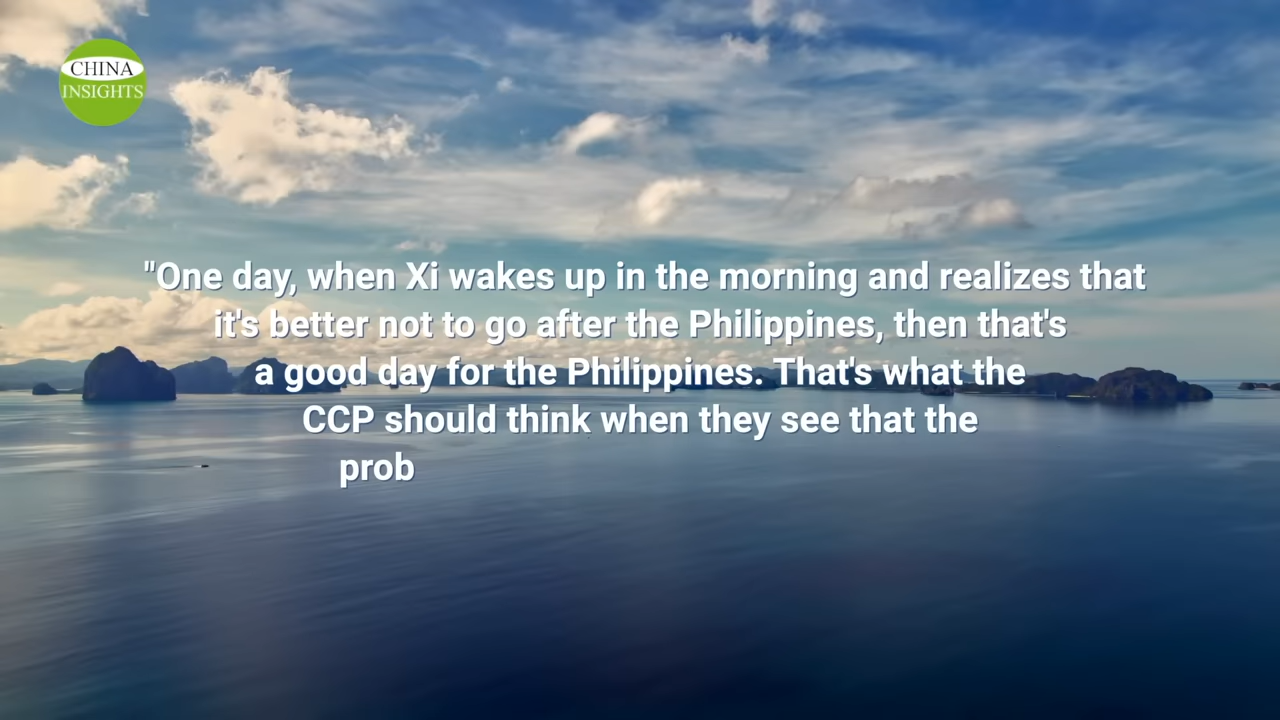 CHINA
INSIGHTS
"One day, when Xi wakes up in the morning and realizes that
it's better not to go after the Philippines, then that's
a good day for the Philippines. That's what the
CCP should think when they see that the
prob